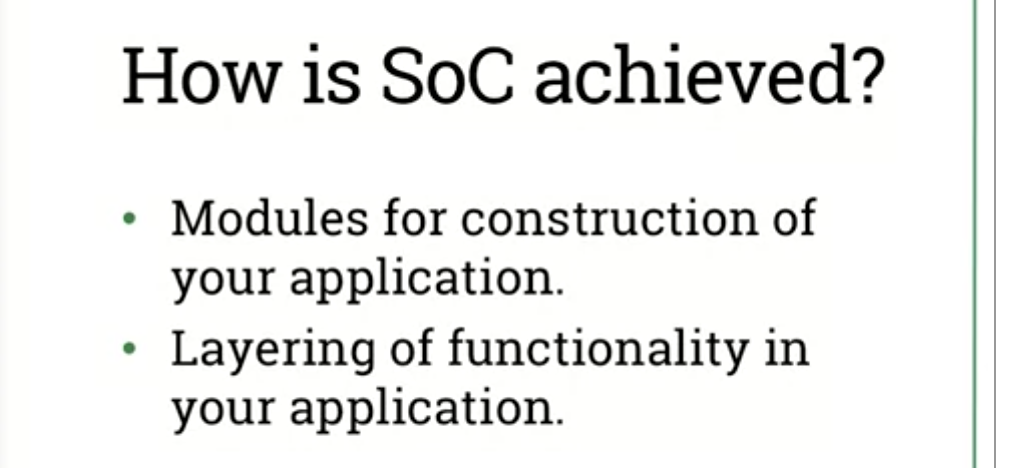 How is SoC achieved?
• Modules for construction of
your application.
• Layering of functionality in
your application.